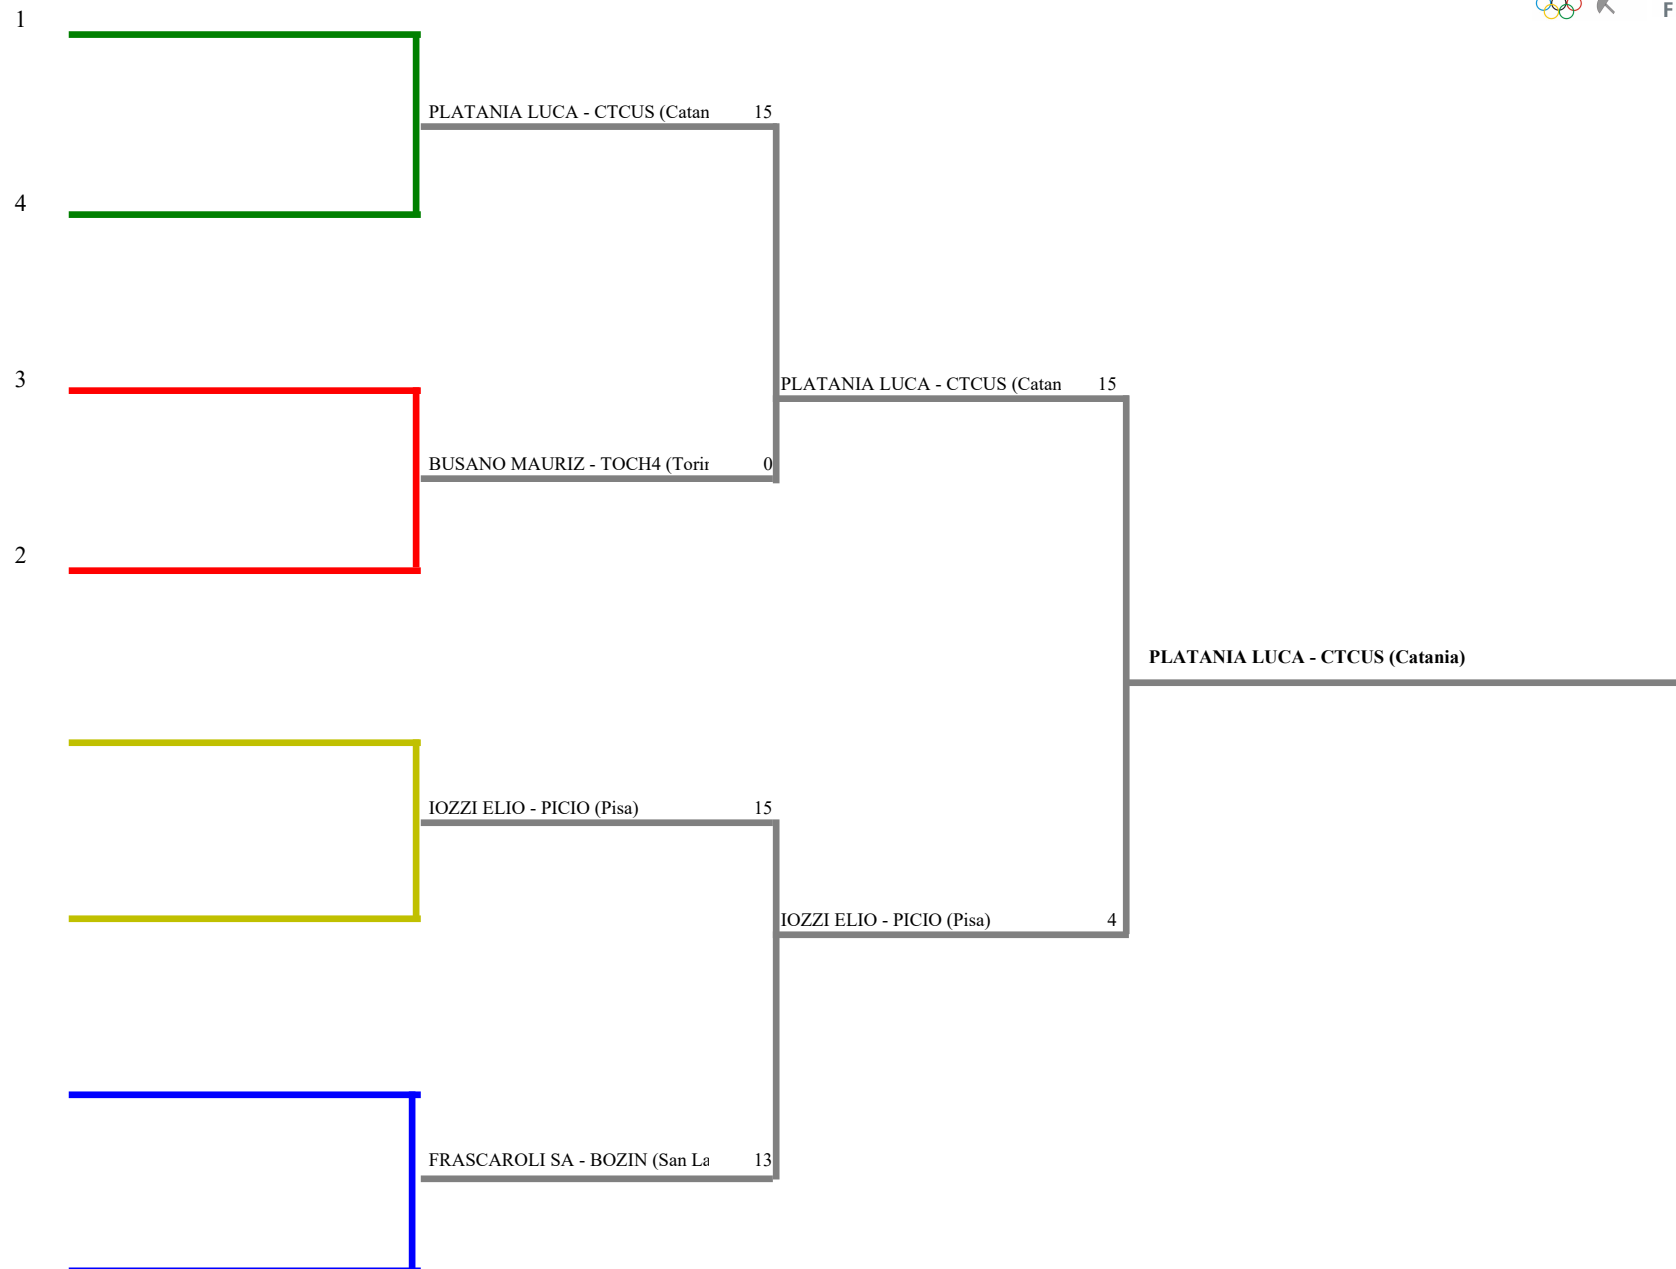 F
1
PLATANIA LUCA - CTCUS (Catan 15
4
3
PLATANIA LUCA - CTCUS (Catan 15
BUSANO MAURIZ - TOCH4 (Torir 0
2
PLATANIA LUCA - CTCUS (Catania)
IOZZI ELIO - PICIO (Pisa) 15
IOZZI ELIO - PICIO (Pisa) 4
FRASCAROLI SA - BOZIN (San La 13